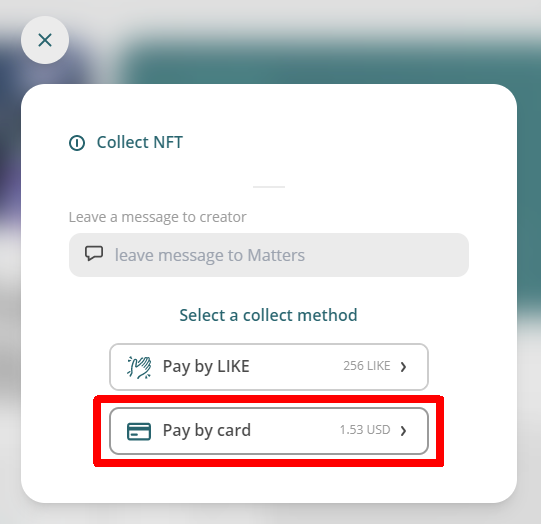 Collect NFT
Leave a message to creator
leave message to Matters
Select a collect method
Pay by LIKE 256 LIKE
Pay by card 1.53 USD